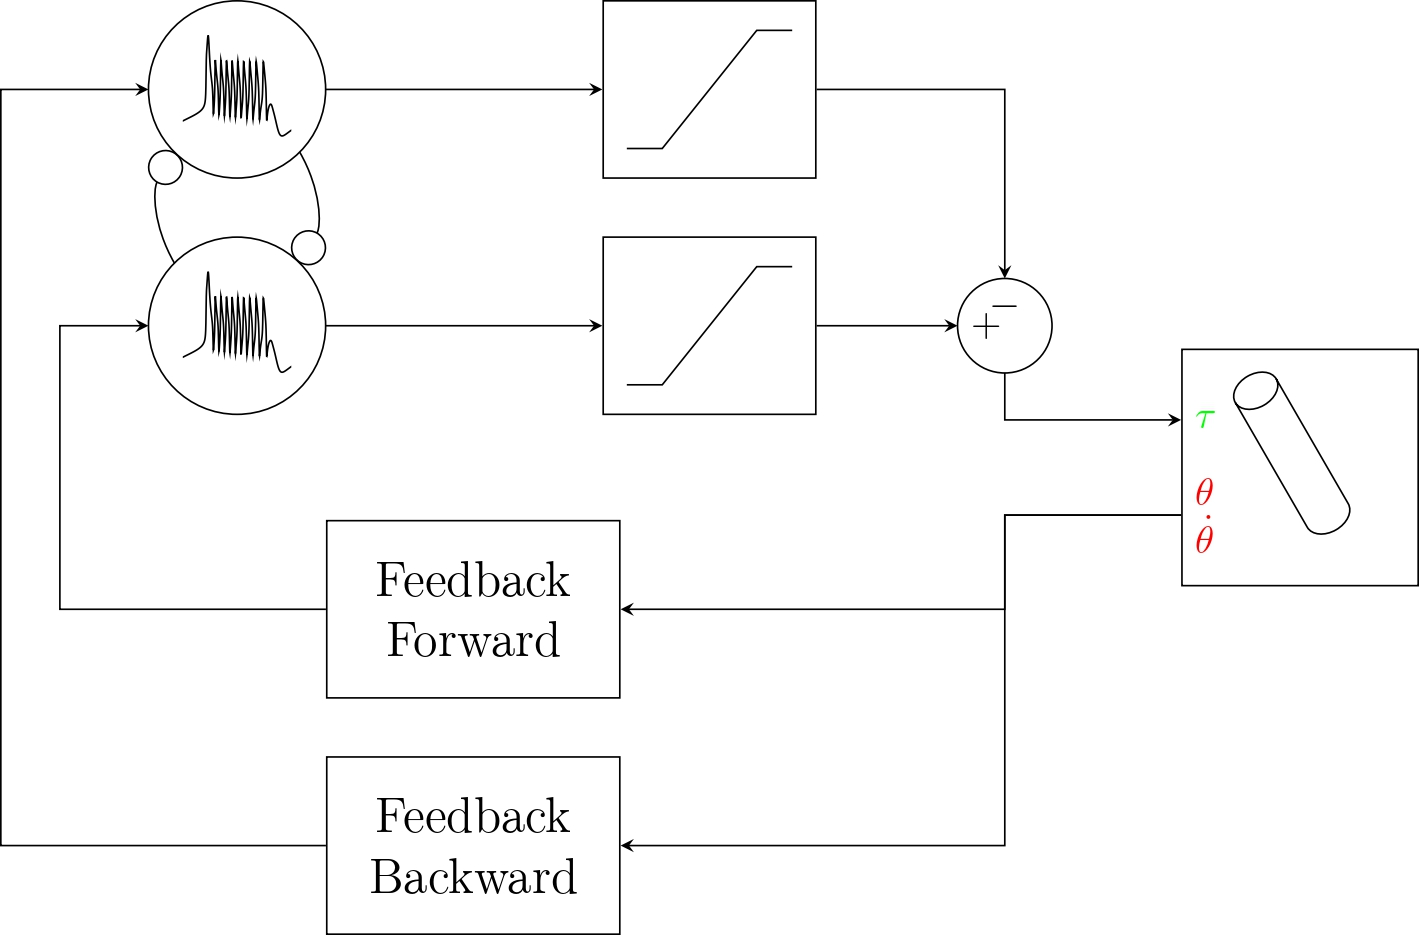 −
+
τ
θ
θ̇
Feedback
Forward
Feedback
Backward